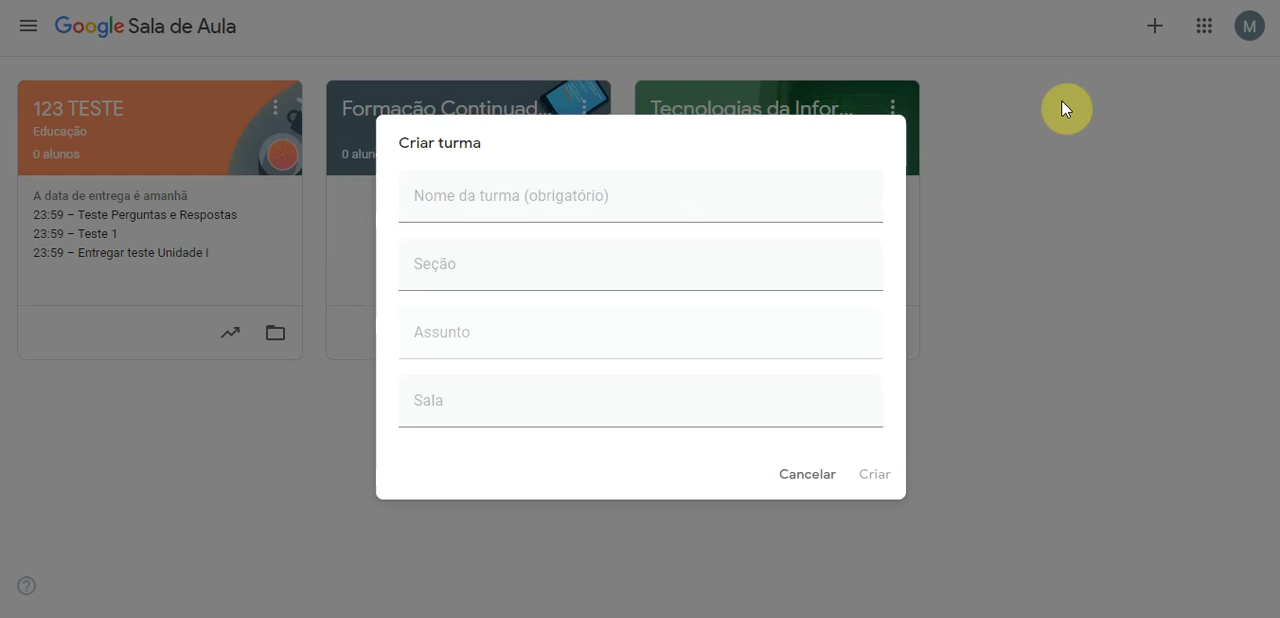 Google Sala de Aula
M
123 TESTE
Educação
0 alunos
A data de entrega é amanhã
23:59 – Teste Perguntas e Respostas
23:59 – Teste 1
23:59 – Entregar teste Unidade I
Formação Continuad...
0 alun
Tecnologias da Infor...
Criar turma
Nome da turma (obrigatório)
Seção
Assunto
Sala
Cancelar
Criar
?